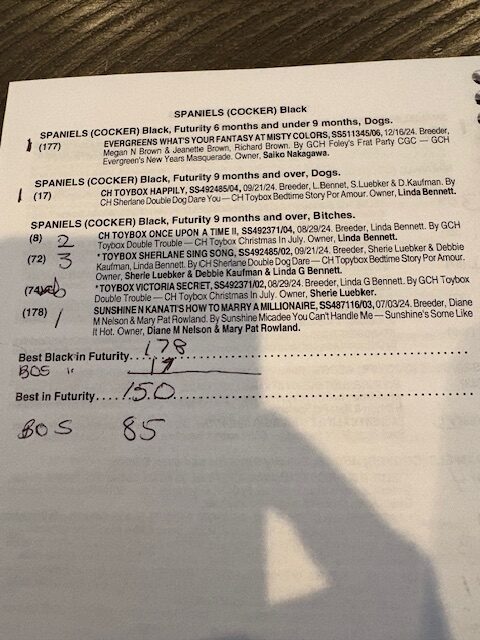 SPANIELS (COCKER) Black
SPANIELS (COCKER) Black, Futurity 6 months and under 9 months, Dogs.
1 (177) EVERGREENS WHAT'S YOUR FANTASY AT MISTY COLORS, SS511345/06, 12/16/24. Breeder,
Megan N Brown & Jeanette Brown, Richard Brown. By GCH Foley's Frat Party CGC — GCH
Evergreen's New Years Masquerade. Owner, Saiko Nakagawa.
SPANIELS (COCKER) Black, Futurity 9 months and over, Dogs.
1 (17) CH TOYBOX HAPPILY, SS492485/04, 09/21/24. Breeder, L.Bennet, S.Luebker & D.Kaufman. By
CH Sherlane Double Dog Dare You — CH Toybox Bedtime Story Por Amour. Owner, Linda Bennett.
SPANIELS (COCKER) Black, Futurity 9 months and over, Bitches.
(8) 2 CH TOYBOX ONCE UPON A TIME II, SS492371/04, 08/29/24. Breeder, Linda Bennett. By GCH
Toybox Double Trouble — CH Toybox Christmas In July. Owner, Linda Bennett.
(72) 3 *TOYBOX SHERLANE SING SONG, SS492485/02, 09/21/24. Breeder, Sherie Luebker & Debbie
Kaufman, Linda Bennett. By CH Sherlane Double Dog Dare — CH Topybox Bedtime Story Por Amour.
Owner, Sherie Luebker & Debbie Kaufman & Linda G Bennett.
(74) ab *TOYBOX VICTORIA SECRET, SS492371/02, 08/29/24. Breeder, Linda G Bennett. By GCH Toybox
Double Trouble — CH Toybox Christmas In July. Owner, Sherie Luebker.
(178) 1 SUNSHINE N KANATI'S HOW TO MARRY A MILLIONAIRE, SS487116/03, 07/03/24. Breeder, Diane
M Nelson & Mary Pat Rowland. By Sunshine Micadee You Can't Handle Me — Sunshine's Some Like
It Hot. Owner, Diane M Nelson & Mary Pat Rowland.
Best Black in Futurity....178....
BOS " 17
Best in Futurity....150....
BOS 85